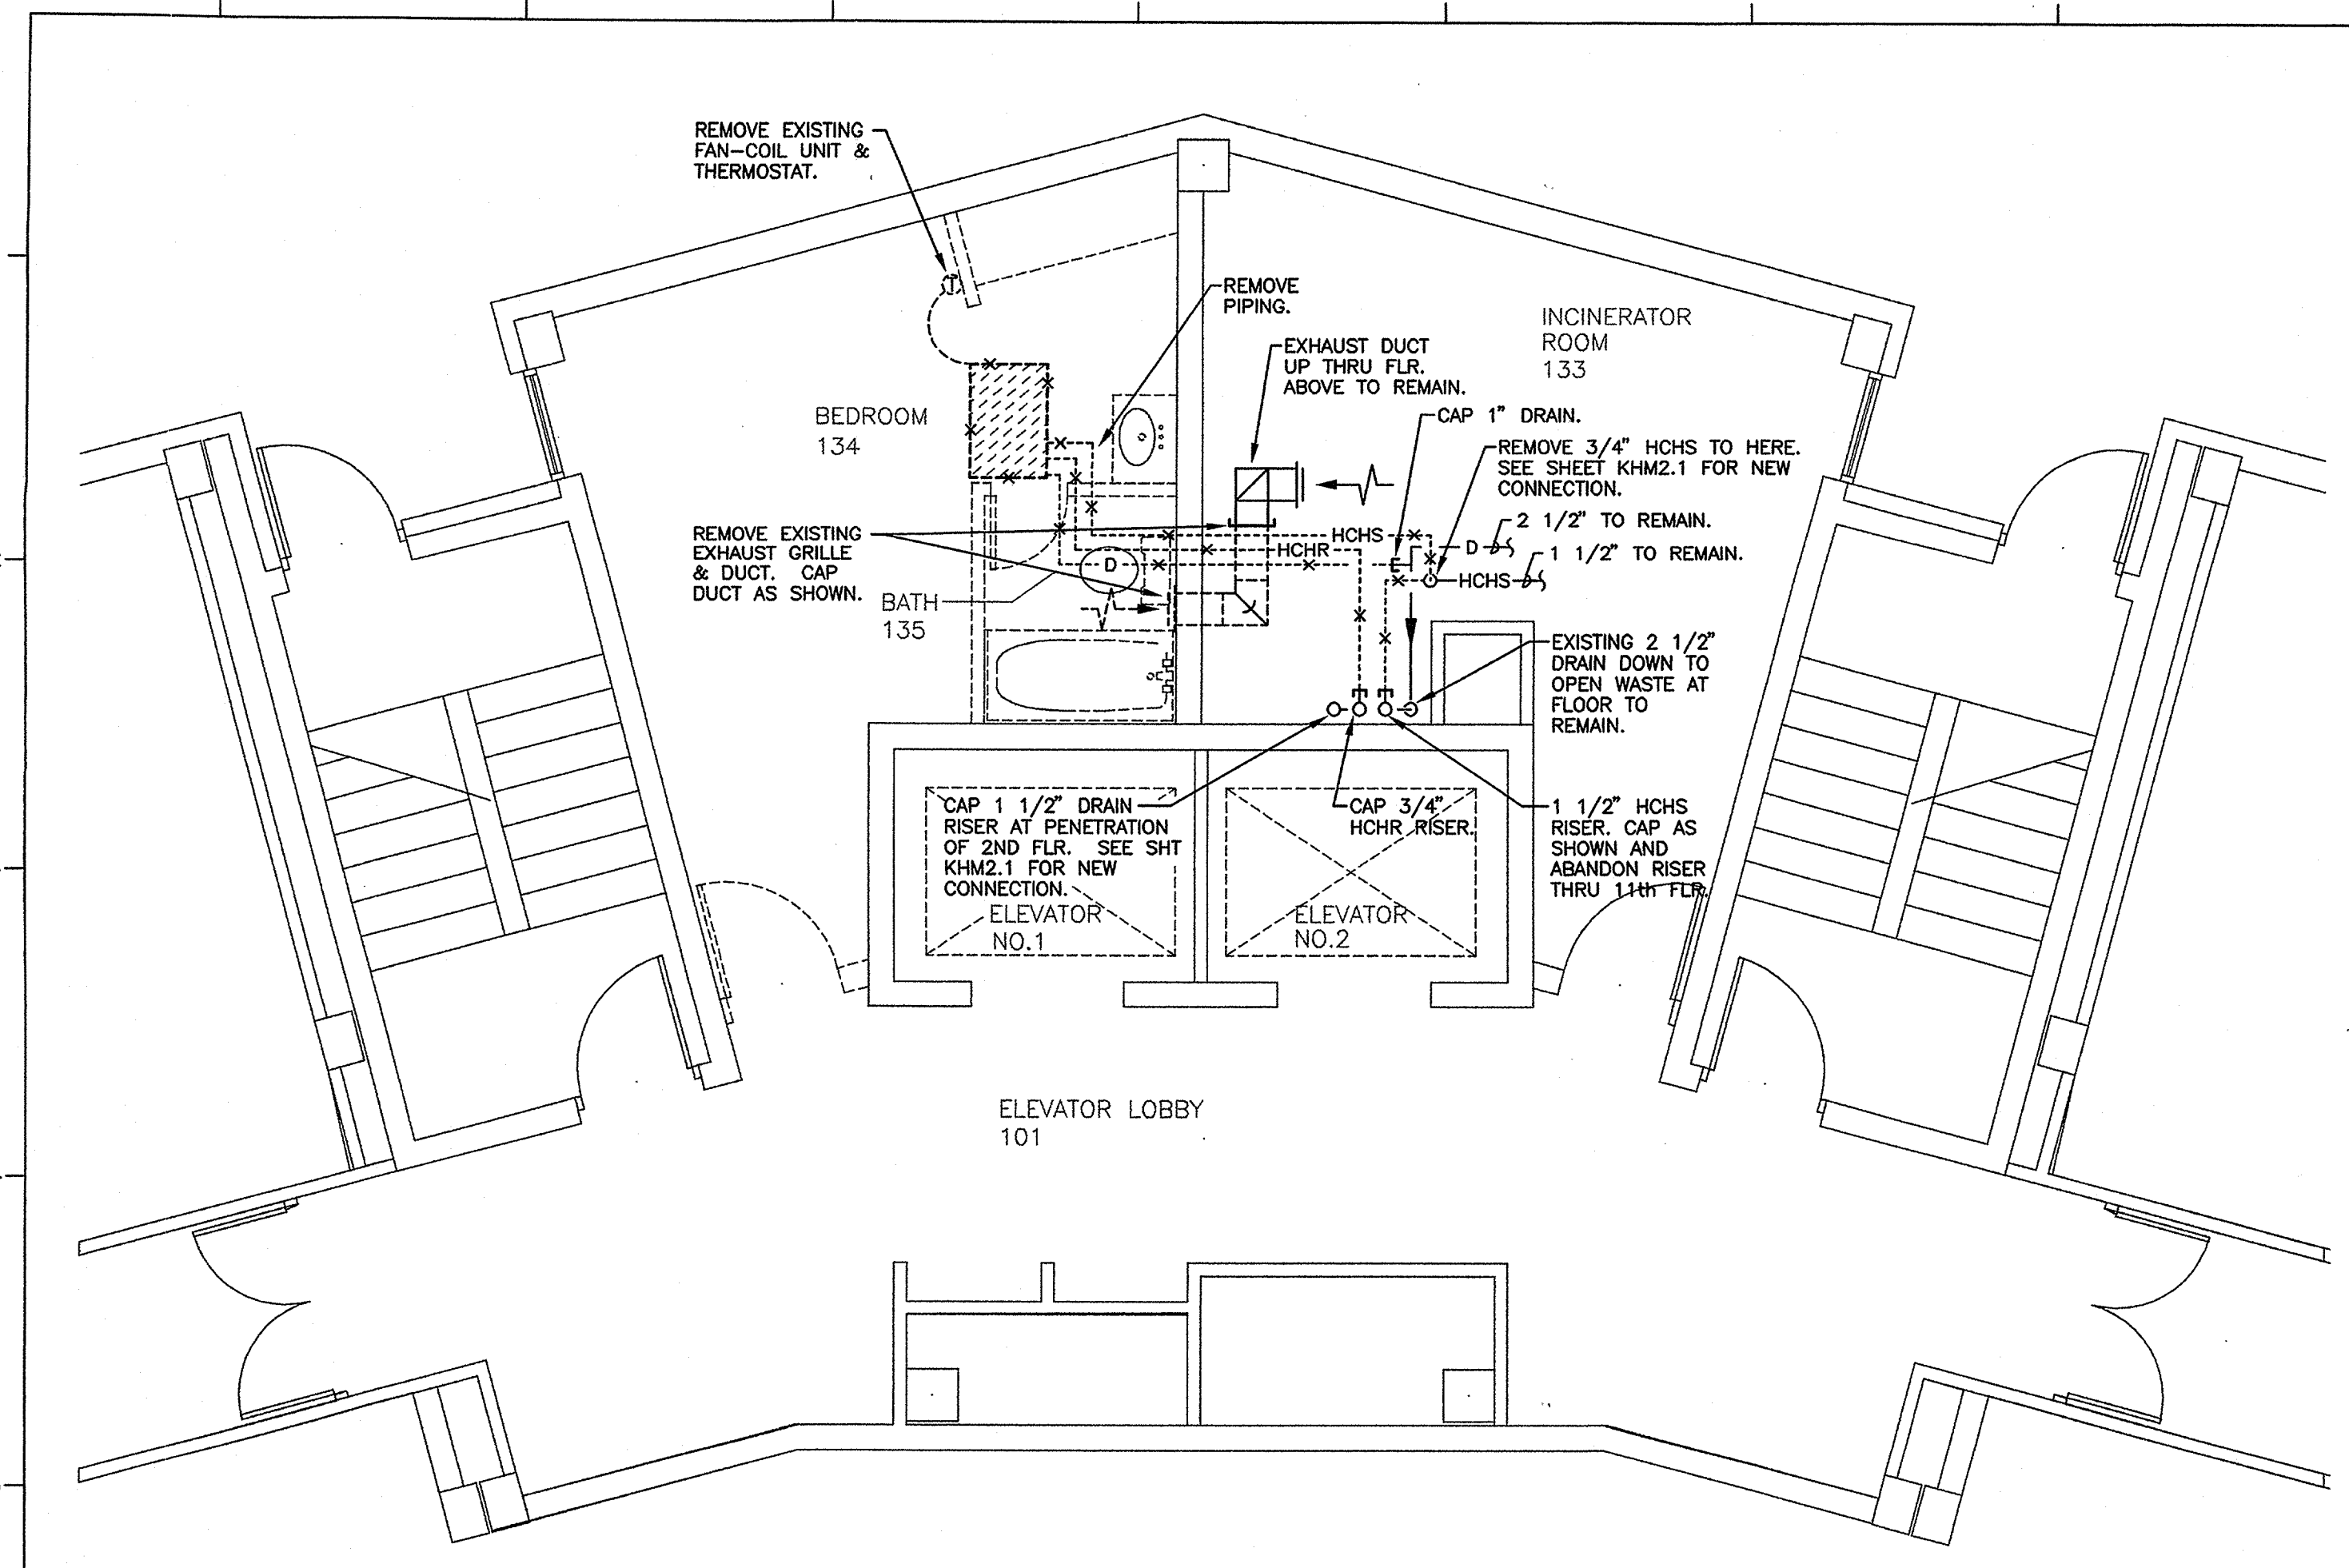 REMOVE EXISTING
FAN-COIL UNIT &
THERMOSTAT.
T
REMOVE
PIPING.
INCINERATOR
ROOM
133
EXHAUST DUCT
UP THRU FLR.
ABOVE TO REMAIN.
BEDROOM
134
CAP 1" DRAIN.
REMOVE 3/4" HCHS TO HERE.
SEE SHEET KHM2.1 FOR NEW
CONNECTION.
REMOVE EXISTING
EXHAUST GRILLE
& DUCT. CAP
DUCT AS SHOWN.
2 1/2" TO REMAIN.
HCHS
D
HCHR
1 1/2" TO REMAIN.
D
HCHS
BATH
135
EXISTING 2 1/2"
DRAIN DOWN TO
OPEN WASTE AT
FLOOR TO
REMAIN.
CAP 1 1/2" DRAIN
RISER AT PENETRATION
OF 2ND FLR. SEE SHT
KHM2.1 FOR NEW
CONNECTION.
CAP 3/4"
HCHR RISER.
1 1/2" HCHS
RISER. CAP AS
SHOWN AND
ABANDON RISER
THRU 11th FLR.
ELEVATOR
NO.1
ELEVATOR
NO.2
ELEVATOR LOBBY
101